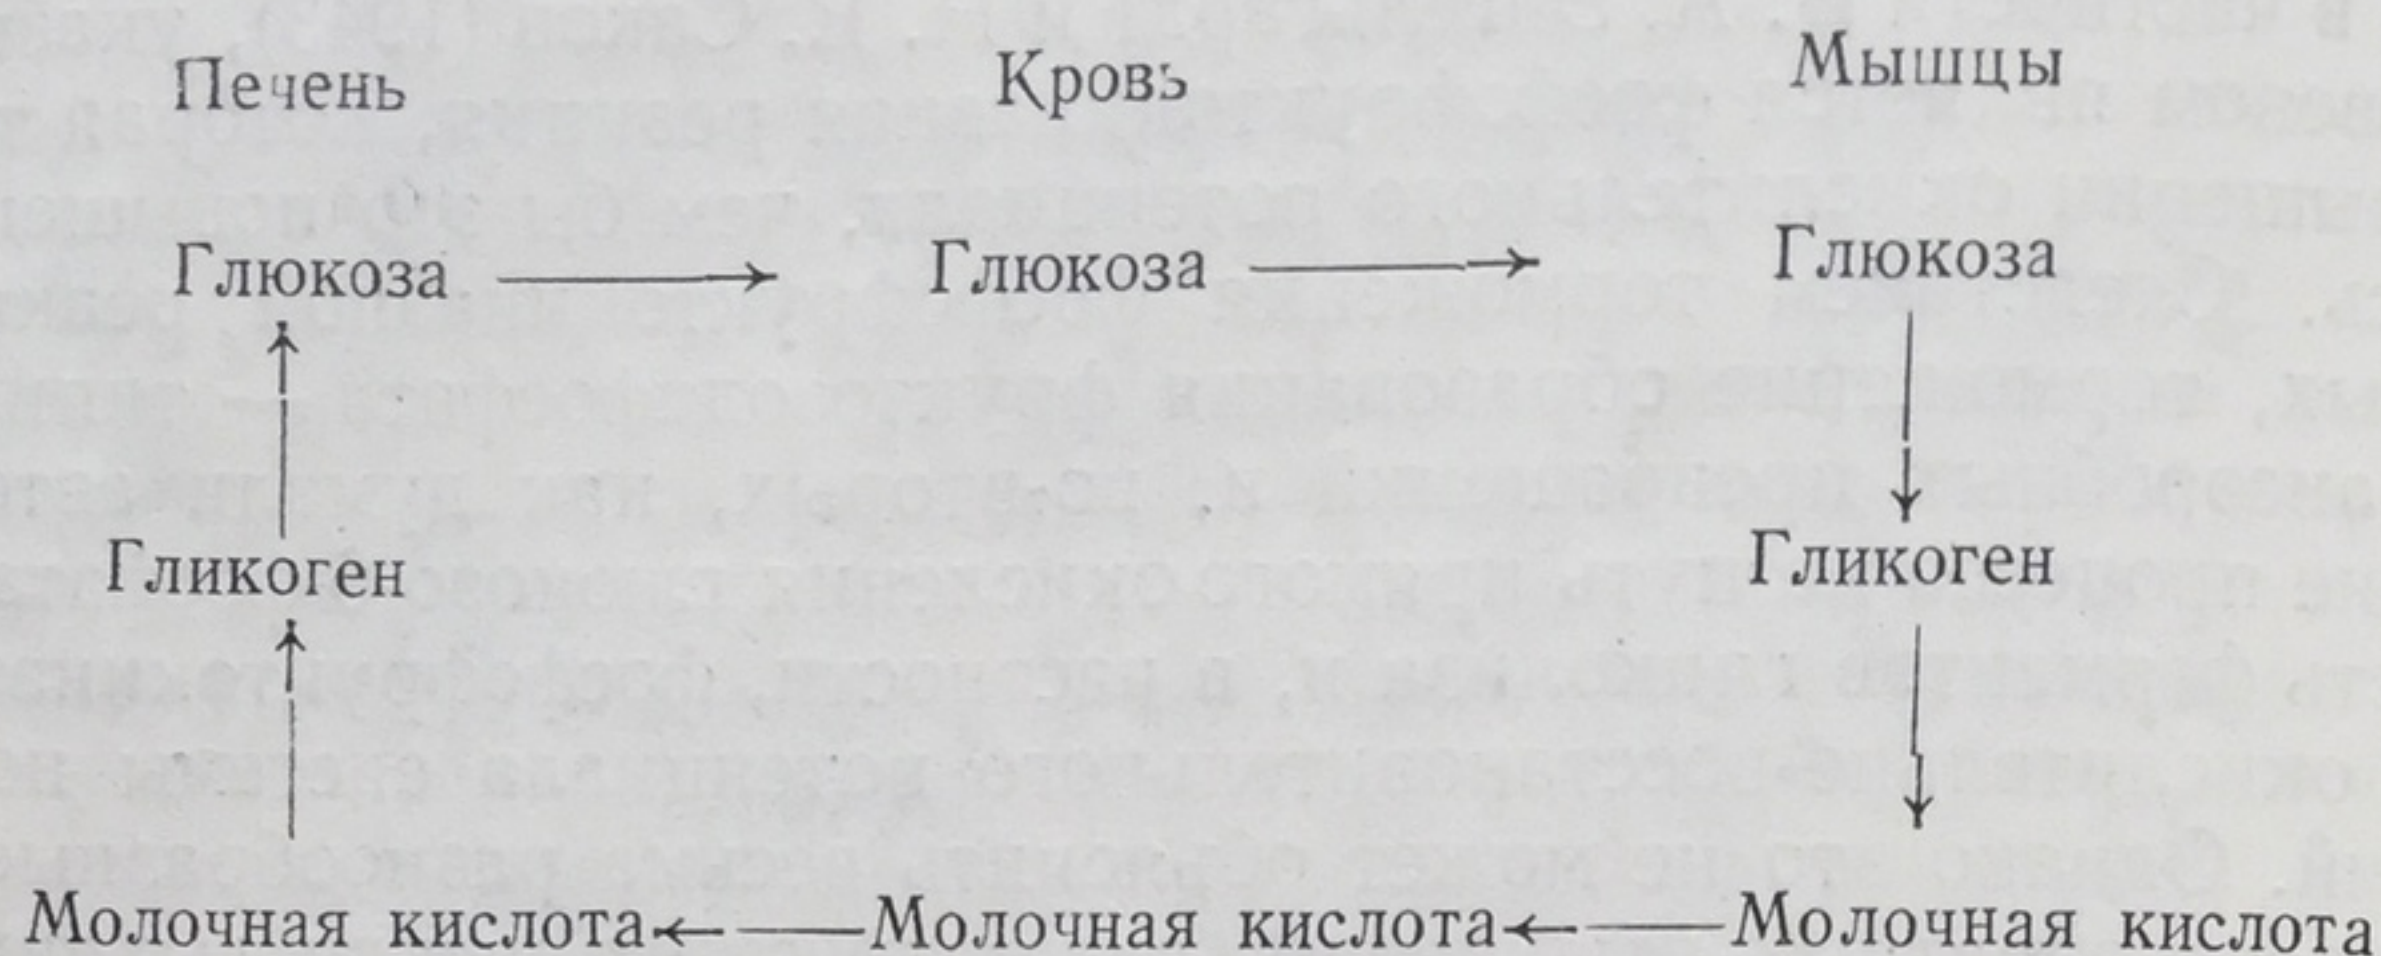 Печень Кровь Мышцы
Глюкоза → Глюкоза → Глюкоза
↑ ↓
Гликоген Гликоген
↑ ↓
Молочная кислота ← Молочная кислота ← Молочная кислота